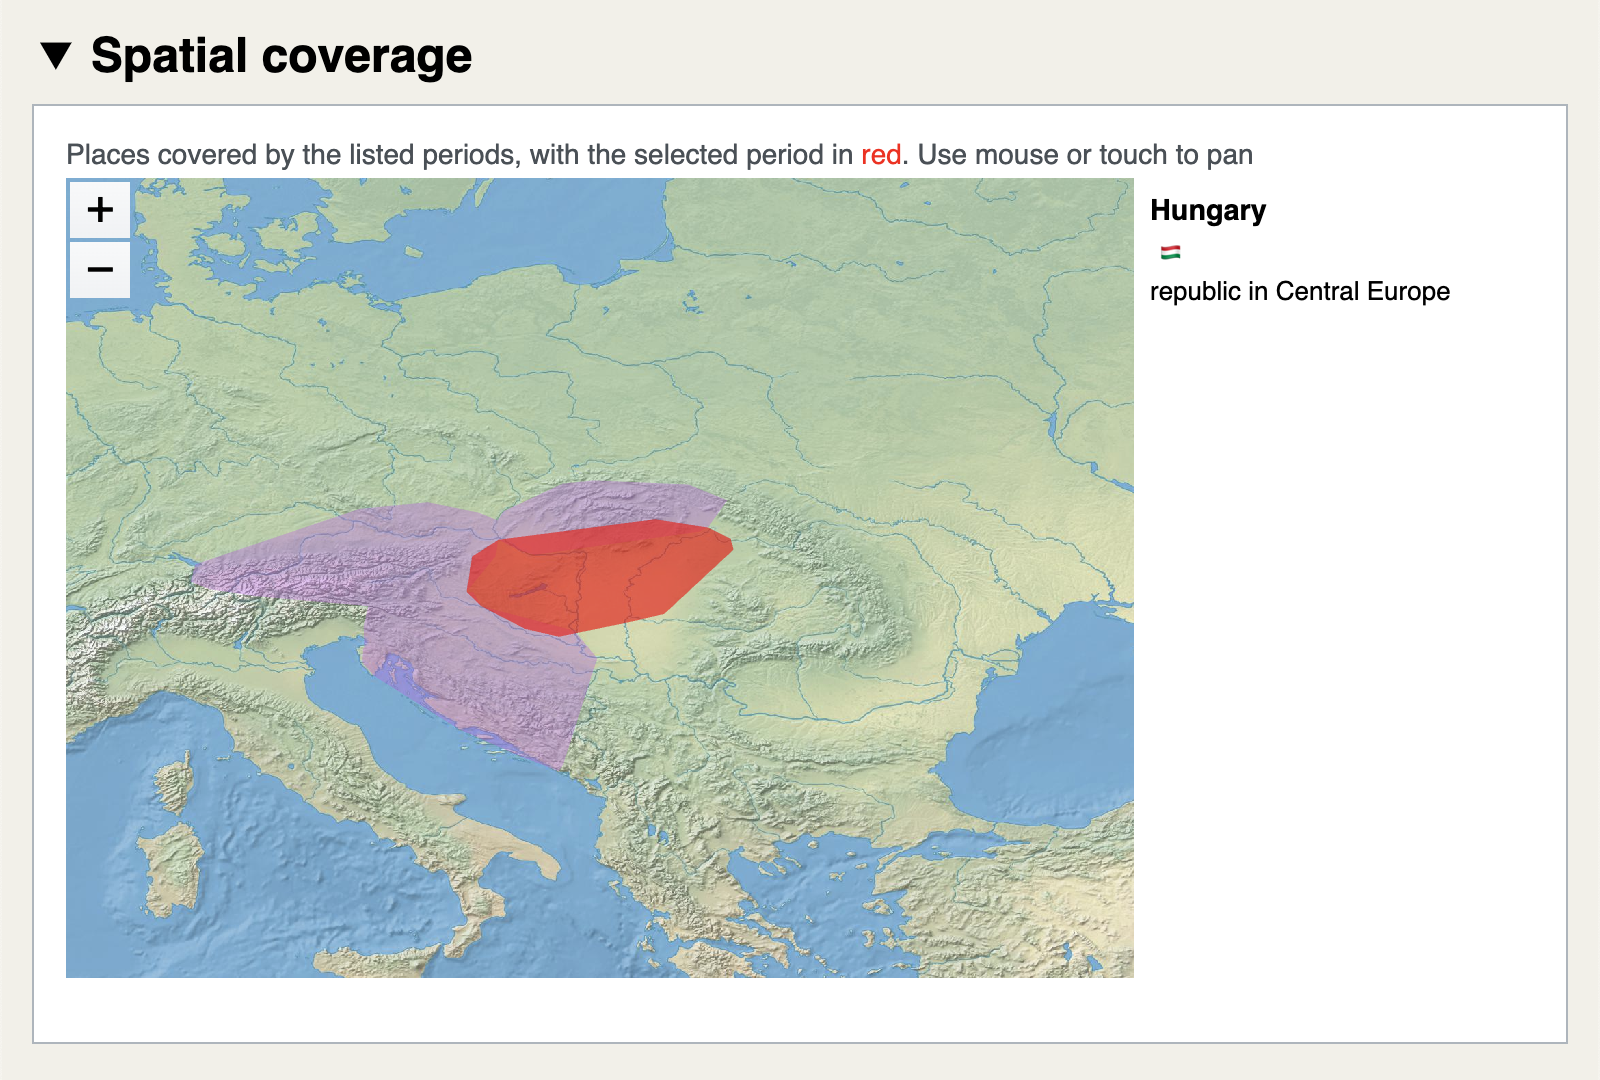 ▼ Spatial coverage
Places covered by the listed periods, with the selected period in red. Use mouse or touch to pan
+
−
Hungary
🇭🇺
republic in Central Europe